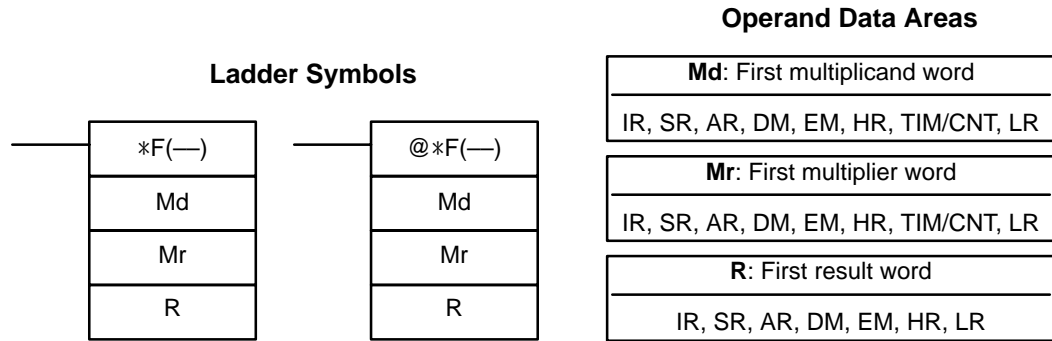 Ladder Symbols
*F(––)
Md
Mr
R
@*F(––)
Md
Mr
R
Operand Data Areas
Md: First multiplicand word
IR, SR, AR, DM, EM, HR, TIM/CNT, LR
Mr: First multiplier word
IR, SR, AR, DM, EM, HR, TIM/CNT, LR
R: First result word
IR, SR, AR, DM, EM, HR, LR